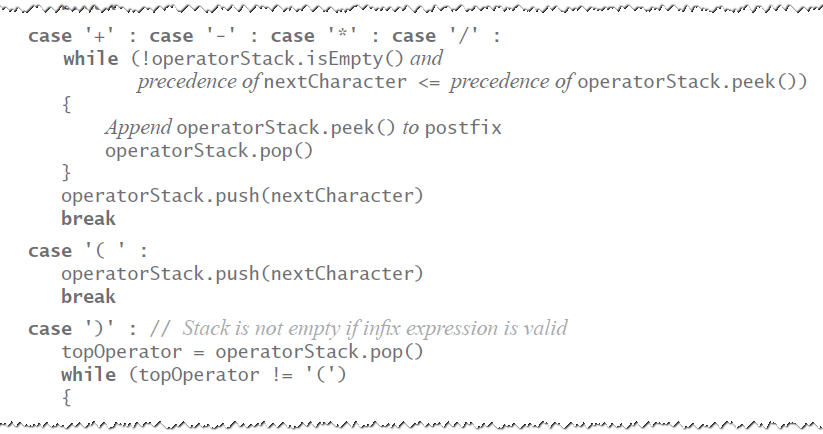 case '+' : case '-' : case '*' : case '/' :
while (!operatorStack.isEmpty() and
precedence of nextCharacter <= precedence of operatorStack.peek())
{
Append operatorStack.peek() to postfix
operatorStack.pop()
}
operatorStack.push(nextCharacter)
break
case '( ' :
operatorStack.push(nextCharacter)
break
case ')' : // Stack is not empty if infix expression is valid
topOperator = operatorStack.pop()
while (topOperator != '(')
{